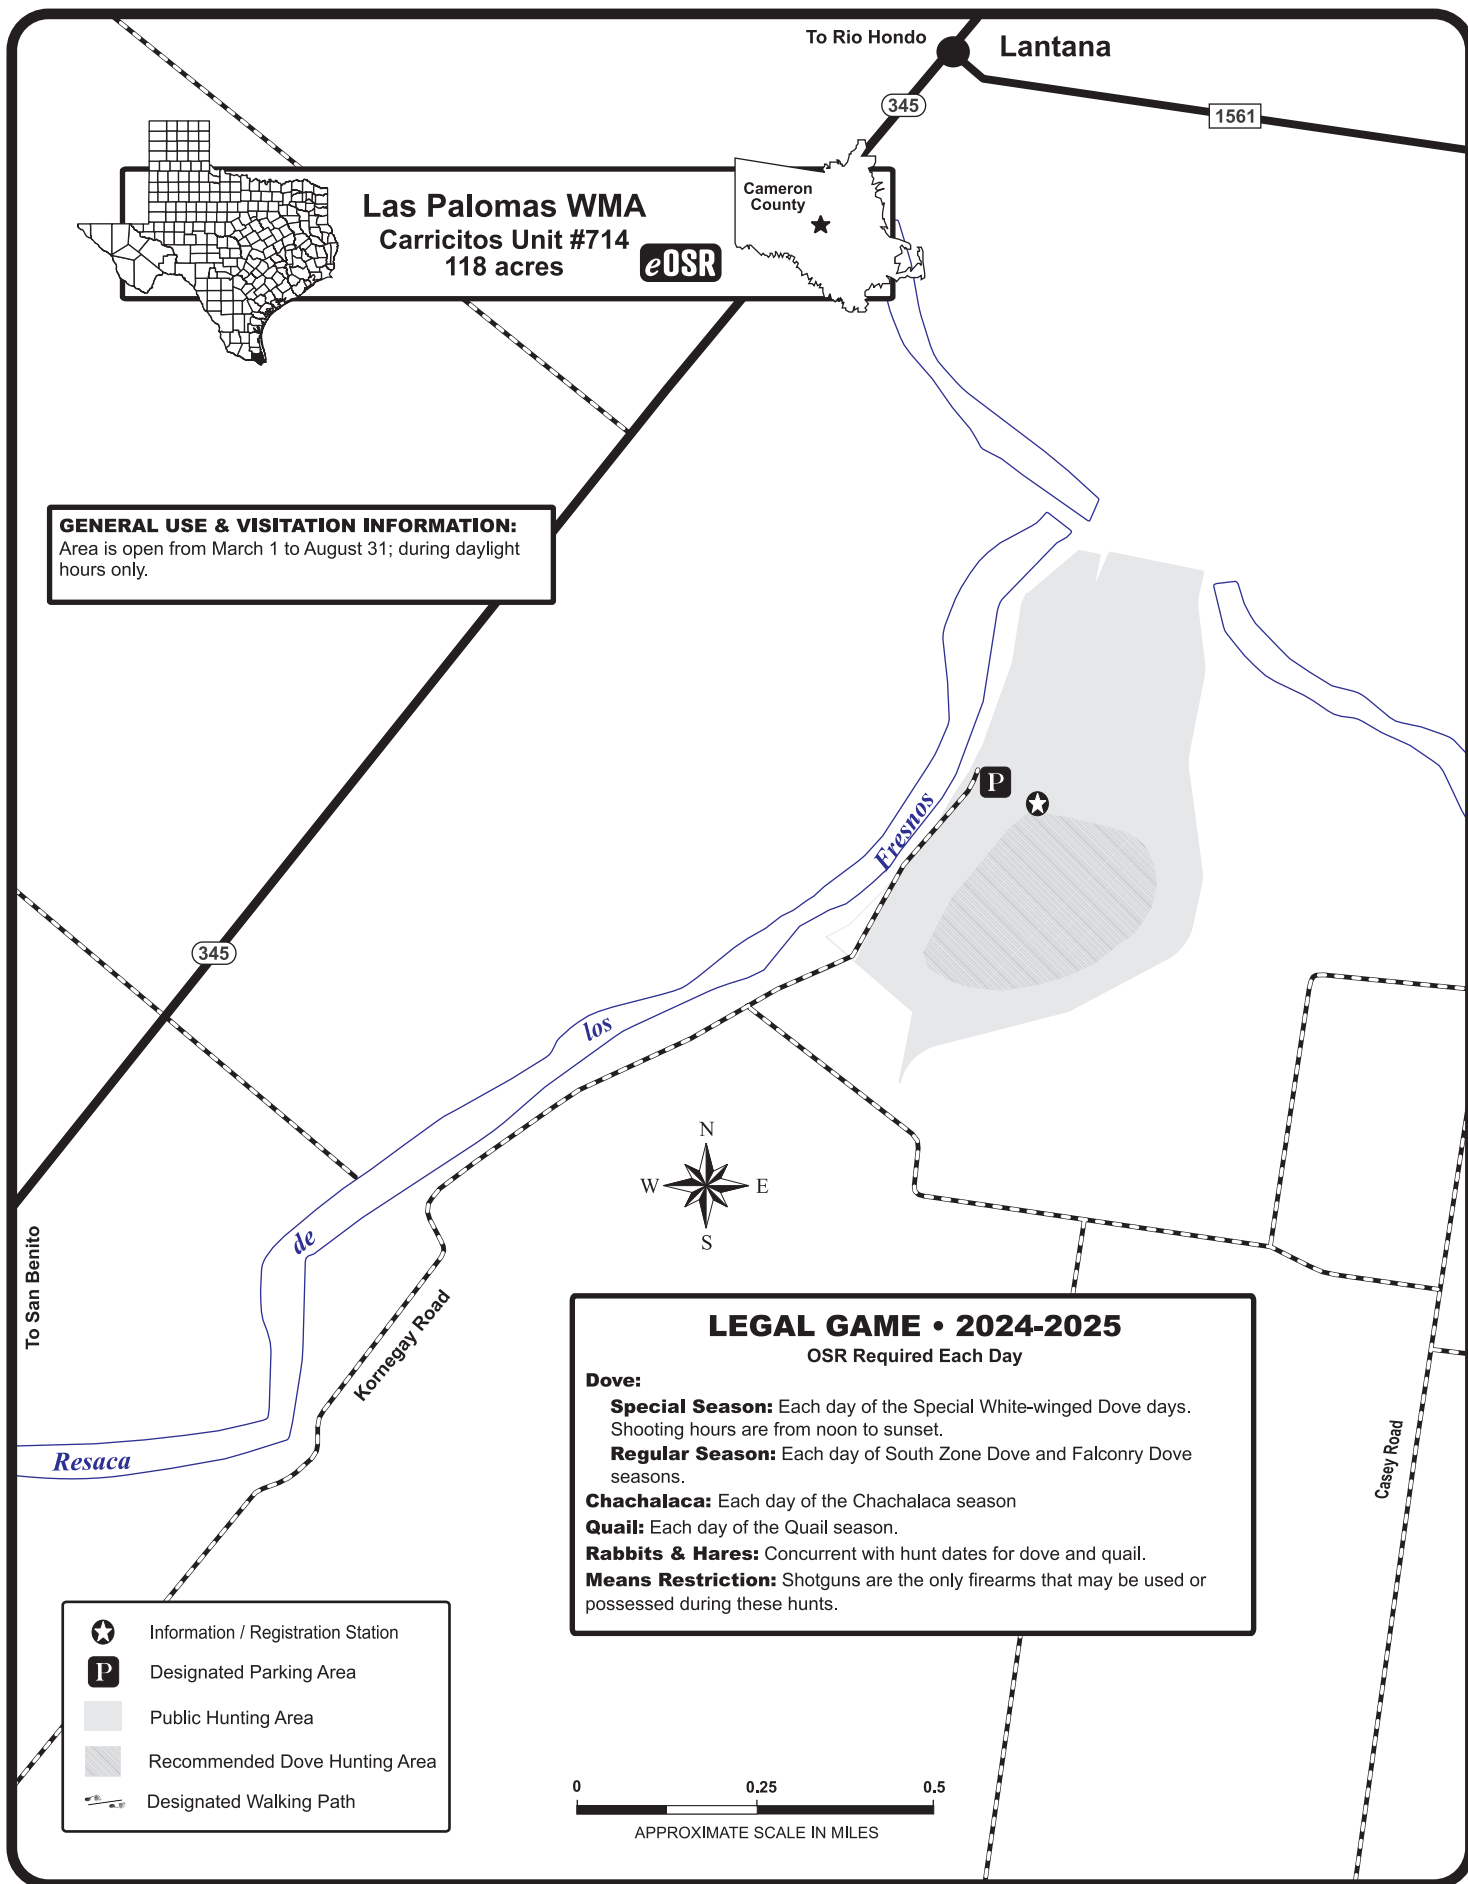 To Rio Hondo
Lantana
345
1561
Las Palomas WMA
Carricitos Unit #714
118 acres
eOSR
Cameron
County
GENERAL USE & VISITATION INFORMATION:
Area is open from March 1 to August 31; during daylight
hours only.
P
Fresnos
345
los
N
W
E
S
de
To San Benito
Kornegay Road
Resaca
Casey Road
LEGAL GAME • 2024-2025
OSR Required Each Day
Dove:
Special Season: Each day of the Special White-winged Dove days.
Shooting hours are from noon to sunset.
Regular Season: Each day of South Zone Dove and Falconry Dove
seasons.
Chachalaca: Each day of the Chachalaca season
Quail: Each day of the Quail season.
Rabbits & Hares: Concurrent with hunt dates for dove and quail.
Means Restriction: Shotguns are the only firearms that may be used or
possessed during these hunts.
Information / Registration Station
P Designated Parking Area
Public Hunting Area
Recommended Dove Hunting Area
Designated Walking Path
0 0.25 0.5
APPROXIMATE SCALE IN MILES